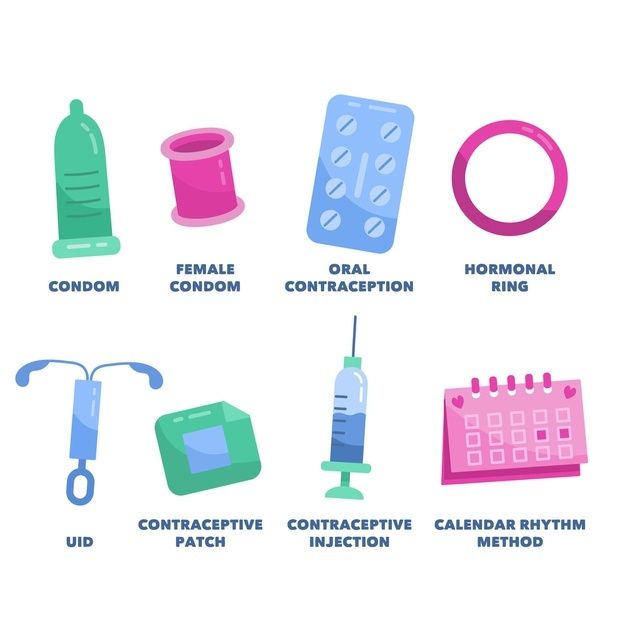 CONDOM
FEMALE
CONDOM
ORAL
CONTRACEPTION
HORMONAL
RING
UID
CONTRACEPTIVE
PATCH
CONTRACEPTIVE
INJECTION
CALENDAR RHYTHM
METHOD